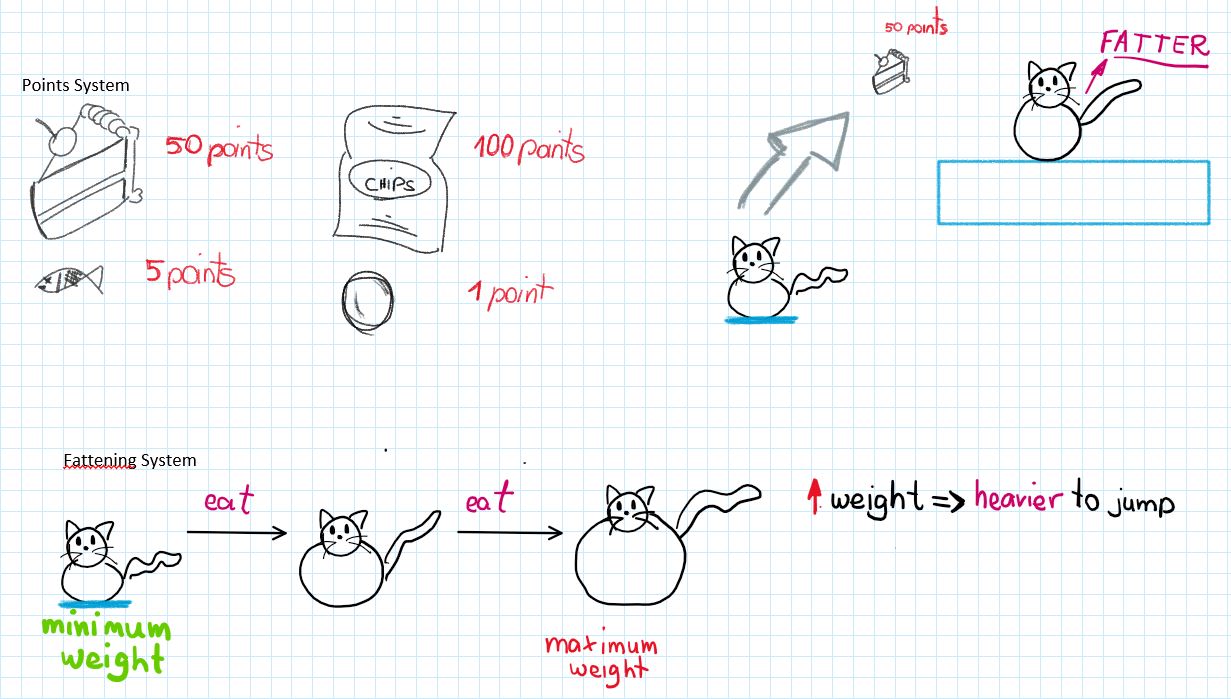 Points System
50 points
100 points
CHIPS
5 points
1 point
50 points
FATTER
Fattening System
eat
eat
minimum
weight
maximum
weight
weight => heavier to jump